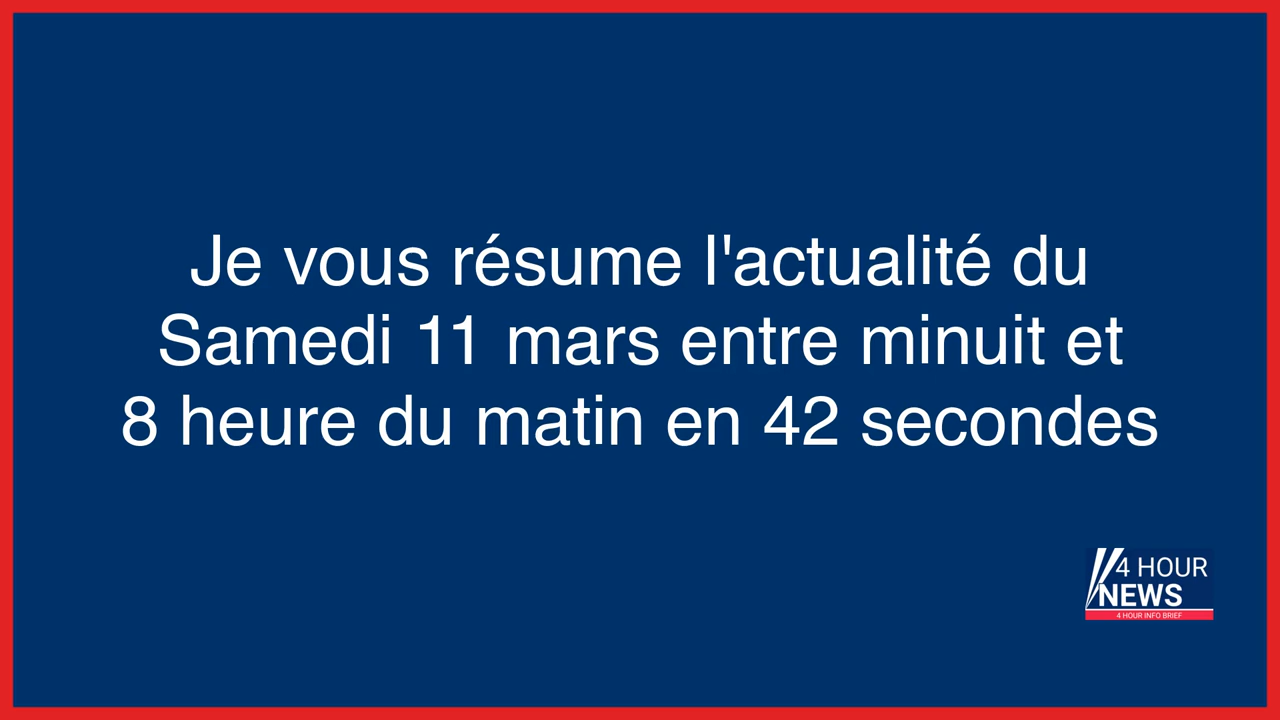 Je vous résume l'actualité du
Samedi 11 mars entre minuit et
8 heure du matin en 42 secondes
4 HOUR
NEWS
4 HOUR INFO BRIEF